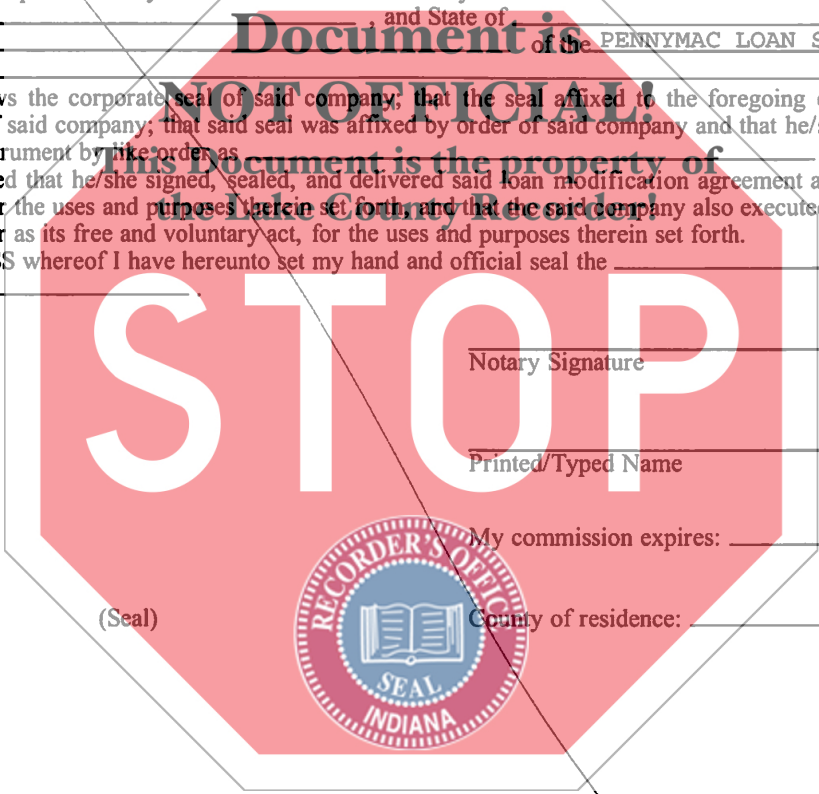 , and State of
Document is
of the PENNYMAC LOAN S
NOT OFFICIAL!
vs the corporate seal of said company; that the seal affixed to the foregoing
said company; that said seal was affixed by order of said company and that he/
rument by like order as
This Document is the property of
ed that he/she signed, sealed, and delivered said loan modification agreement a
the Lake County Recorder!
r the uses and purposes therein set forth, and that the said company also execute
r as its free and voluntary act, for the uses and purposes therein set forth.
SS whereof I have hereunto set my hand and official seal the
.
STOP
Notary Signature
Printed/Typed Name
My commission expires:
(Seal)
County of residence:
RECORDER'S OFFICE
SEAL
INDIANA